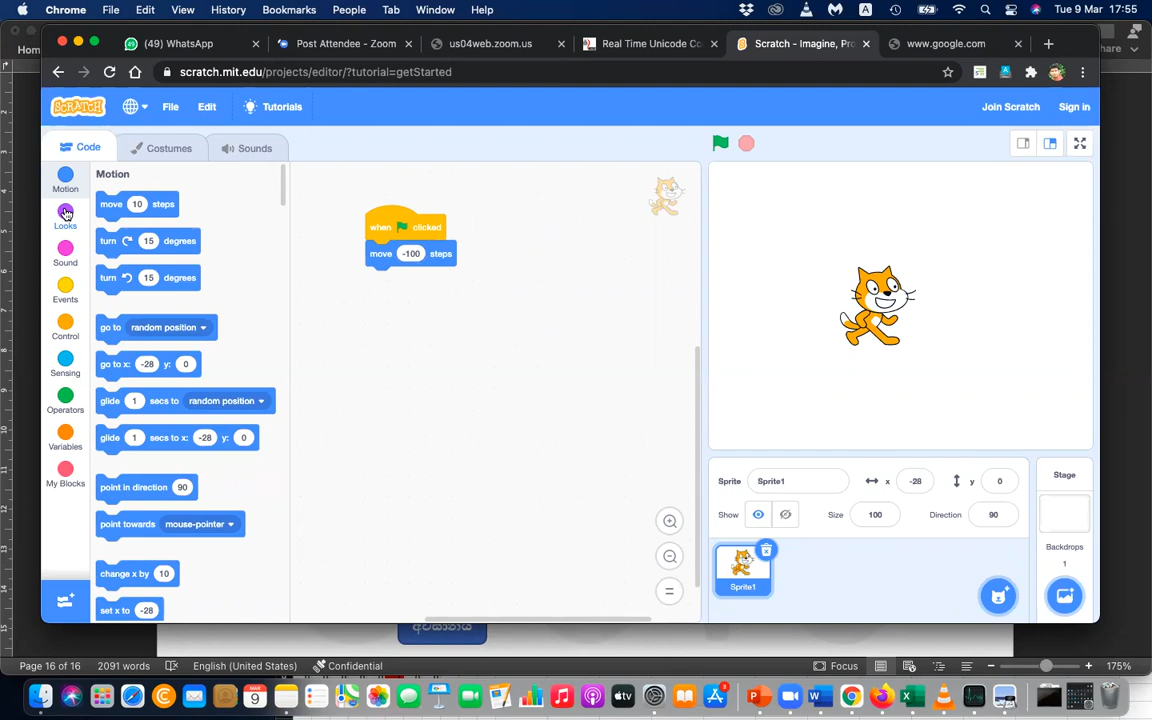 Chrome File Edit View History Bookmarks People Tab Window Help Tue 9 Mar 17:55
(49) WhatsApp Post Attendee - Zoom us04web.zoom.us Real Time Unicode Co Scratch - Imagine, Pro www.google.com
scratch.mit.edu/projects/editor/?tutorial=getStarted
SCRATCH File Edit Tutorials Join Scratch Sign in
Code Costumes Sounds
Motion
Looks
Sound
Events
Control
Sensing
Operators
Variables
My Blocks
Motion
move 10 steps
turn 15 degrees
turn 15 degrees
go to random position
go to x: -28 y: 0
glide 1 secs to random position
glide 1 secs to x: -28 y: 0
point in direction 90
point towards mouse-pointer
change x by 10
set x to -28
when clicked
move -100 steps
Sprite Sprite1 x -28 y 0
Show Size 100 Direction 90
Sprite1
Stage
Backdrops
1
Page 16 of 16 2091 words English (United States) Confidential Focus 175%